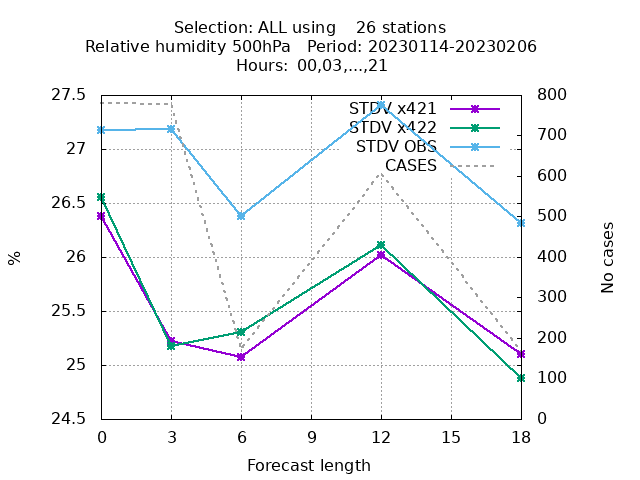 Selection: ALL using 26 stations
Relative humidity 500hPa Period: 20230114-20230206
Hours: 00,03,...,21
27.5
27
26.5
26
25.5
25
24.5
%
800
700
600
500
400
300
200
100
0
No cases
STDV x421
STDV x422
STDV OBS
CASES
0 3 6 9 12 15 18
Forecast length